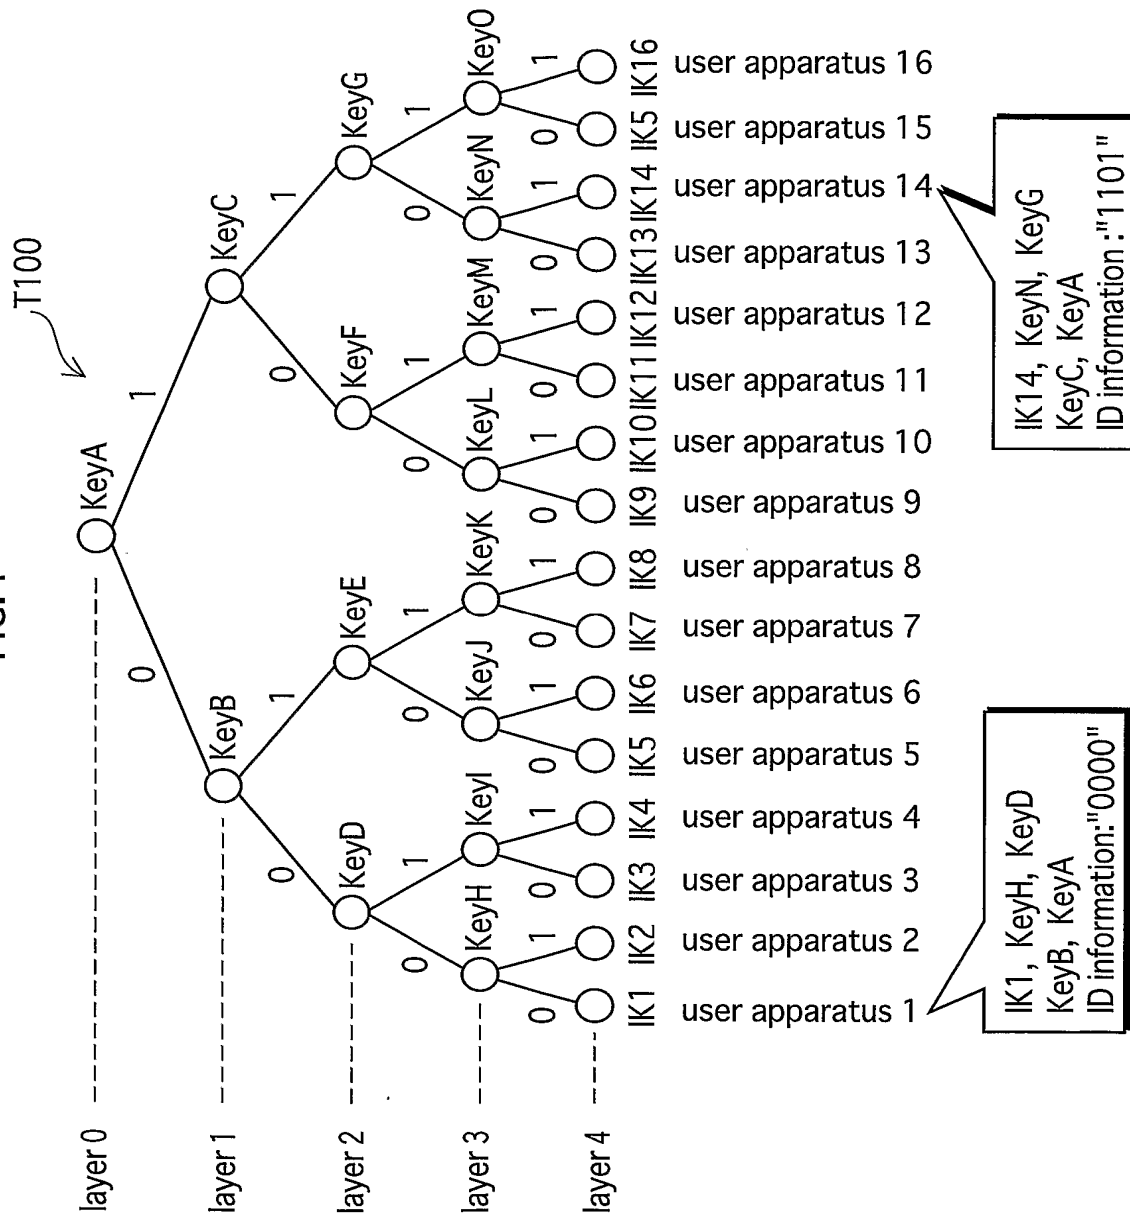 T100
layer 0
KeyA
0
1
layer 1
KeyB
KeyC
0
1
0
1
layer 2
KeyD
KeyE
KeyF
KeyG
0
1
0
1
0
1
0
1
layer 3
KeyH
KeyI
KeyJ
KeyK
KeyL
KeyM
KeyN
KeyO
0
1
0
1
0
1
0
1
0
1
0
1
0
1
0
1
layer 4
IK1
IK2
IK3
IK4
IK5
IK6
IK7
IK8
IK9
IK10
IK11
IK12
IK13
IK14
IK5
IK16
user apparatus 16
user apparatus 15
user apparatus 14
user apparatus 13
user apparatus 12
user apparatus 11
user apparatus 10
user apparatus 9
user apparatus 8
user apparatus 7
user apparatus 6
user apparatus 5
user apparatus 4
user apparatus 3
user apparatus 2
user apparatus 1
IK14, KeyN, KeyG
KeyC, KeyA
ID information :"1101"
IK1, KeyH, KeyD
KeyB, KeyA
ID information:"0000"